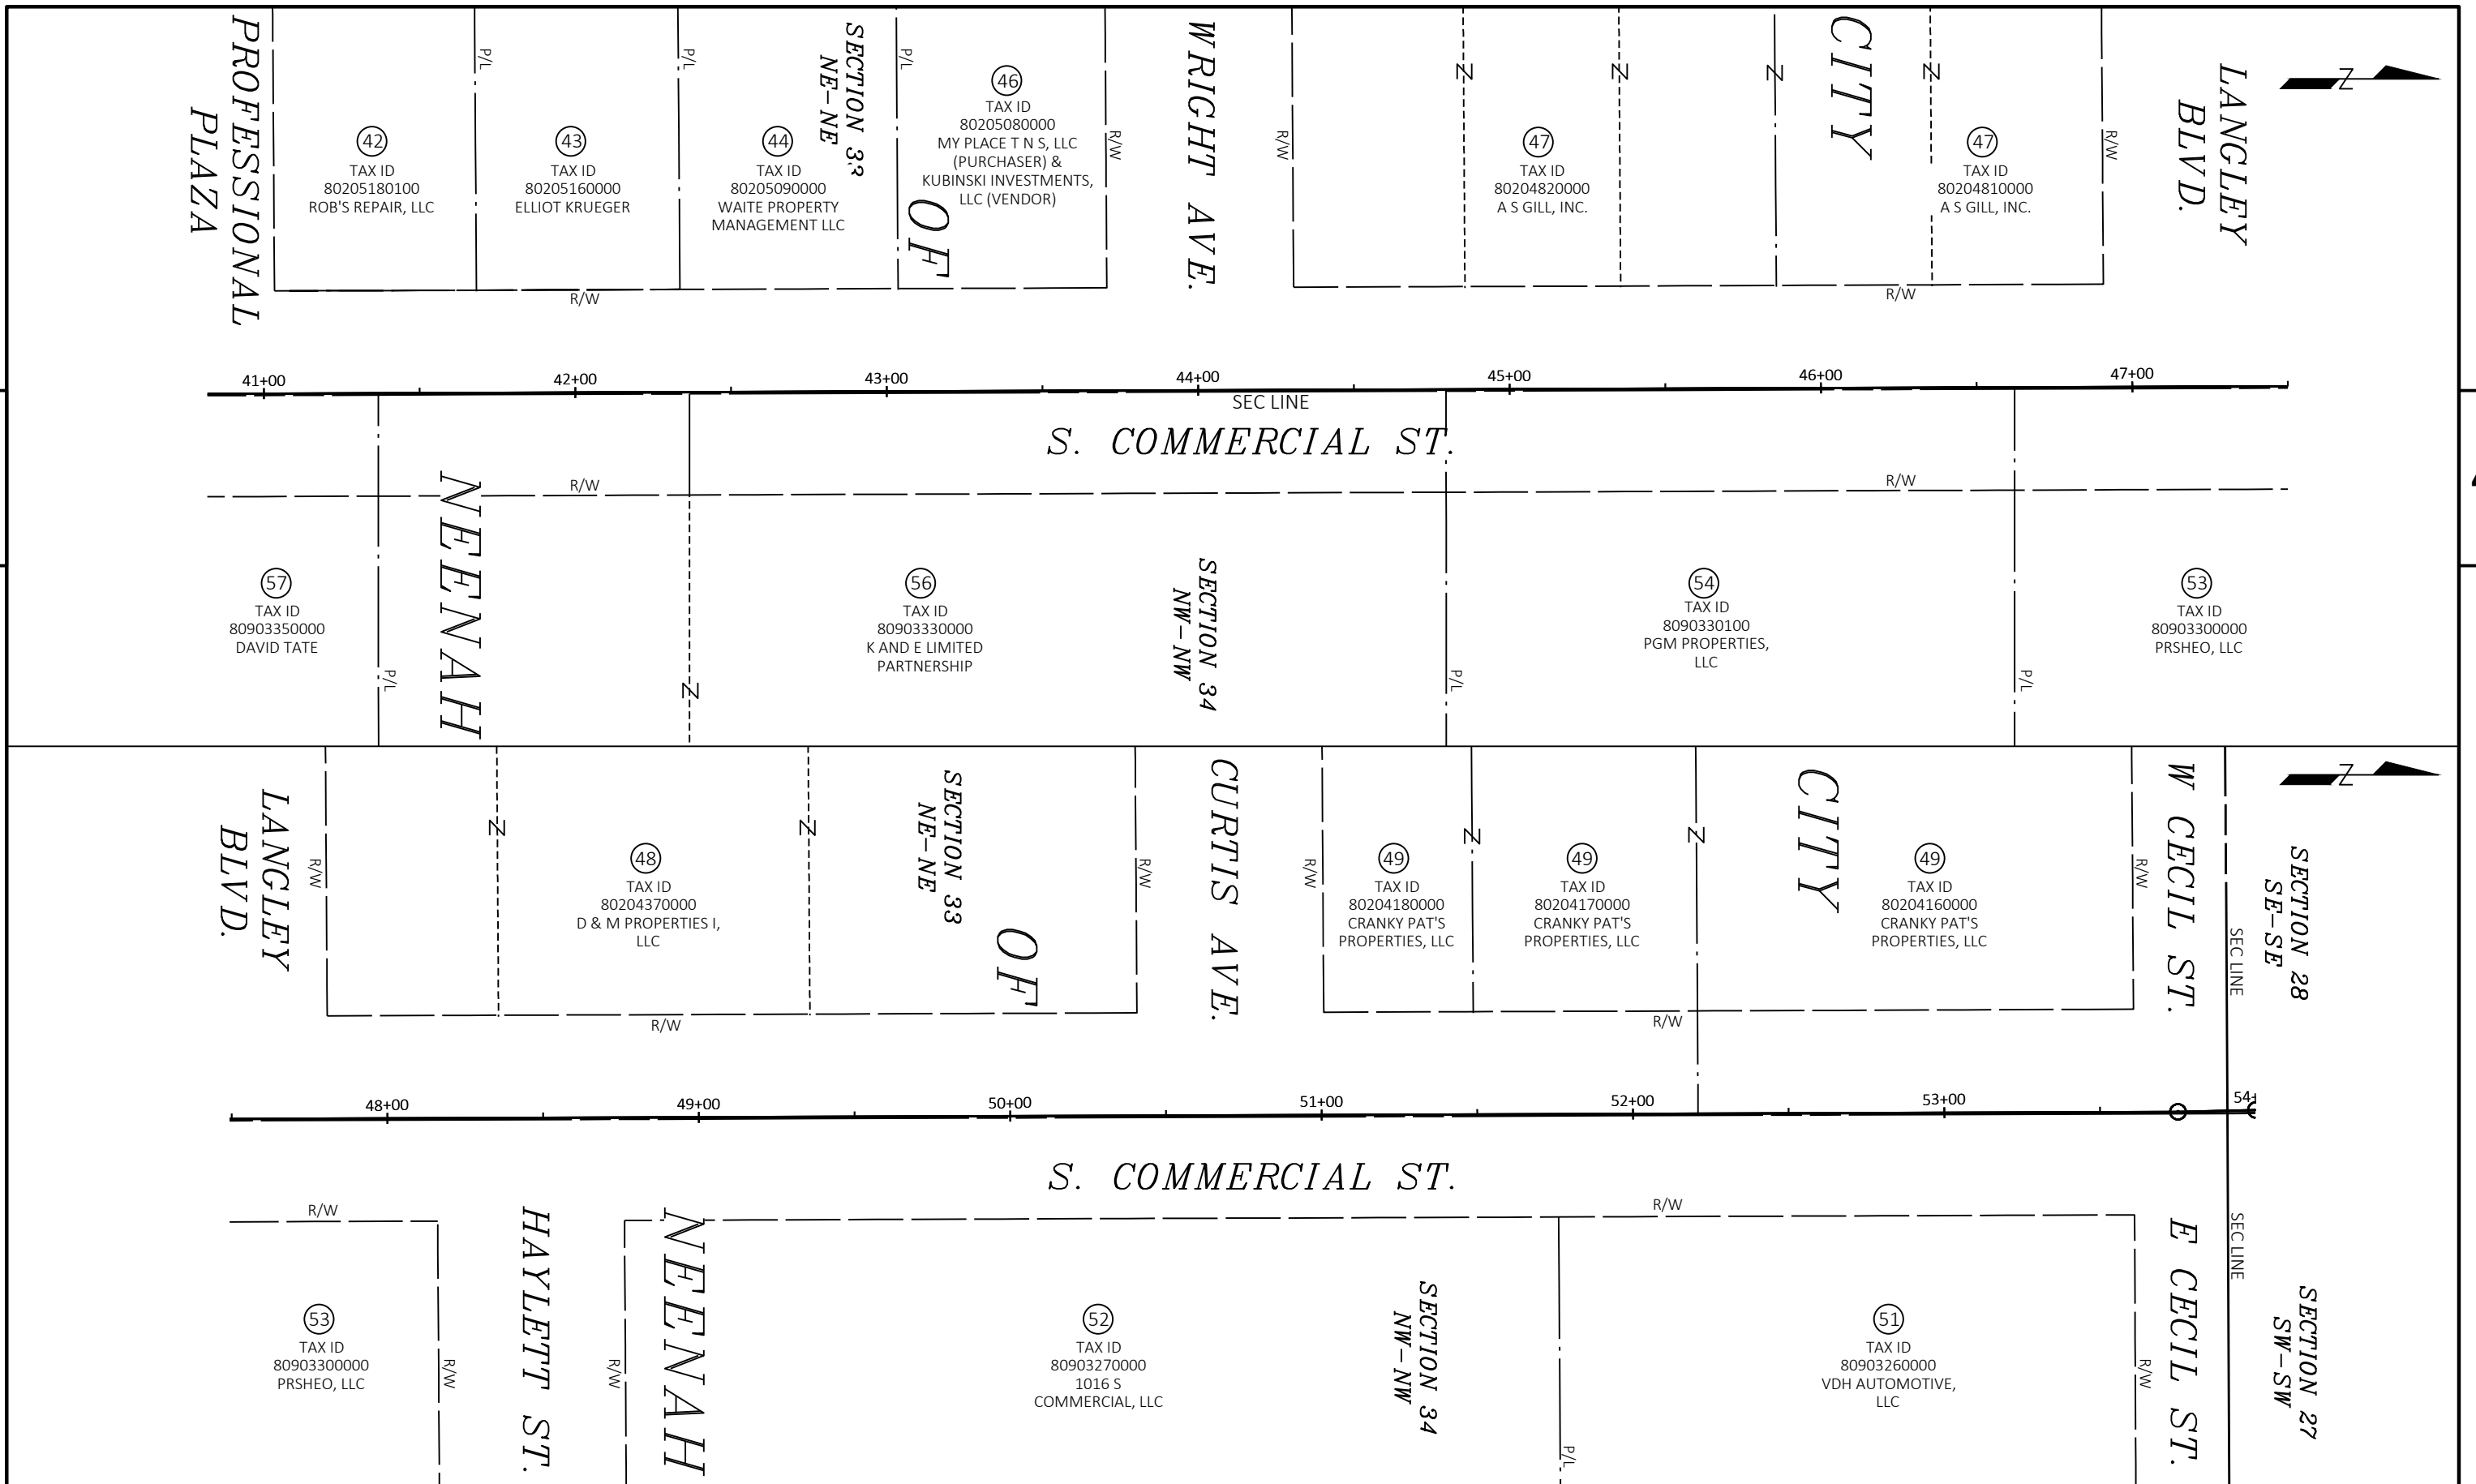 PROFESSIONAL
PLAZA
42
TAX ID
80205180100
ROB'S REPAIR, LLC
P/L
43
TAX ID
80205160000
ELLIOT KRUEGER
P/L
44
TAX ID
80205090000
WAITE PROPERTY
MANAGEMENT LLC
SECTION 33
NE-NE
P/L
46
TAX ID
80205080000
MY PLACE T N S, LLC
(PURCHASER) &
KUBINSKI INVESTMENTS,
LLC (VENDOR)
OF
R/W
WRIGHT AVE.
R/W
Z
47
TAX ID
80204820000
A S GILL, INC.
Z
Z
CITY
Z
47
TAX ID
80204810000
A S GILL, INC.
R/W
LANGLEY
BLVD.
Z
R/W
R/W
41+00
42+00
43+00
44+00
45+00
46+00
47+00
SEC LINE
S. COMMERCIAL ST.
R/W
R/W
57
TAX ID
80903350000
DAVID TATE
P/L
NEENAH
Z
56
TAX ID
80903330000
K AND E LIMITED
PARTNERSHIP
SECTION 34
NW-NW
P/L
54
TAX ID
8090330100
PGM PROPERTIES,
LLC
P/L
53
TAX ID
80903300000
PRSHEO, LLC
LANGLEY
BLVD.
R/W
Z
48
TAX ID
80204370000
D & M PROPERTIES I,
LLC
Z
SECTION 33
NE-NE
OF
R/W
CURTIS AVE.
R/W
49
TAX ID
80204180000
CRANKY PAT'S
PROPERTIES, LLC
Z
49
TAX ID
80204170000
CRANKY PAT'S
PROPERTIES, LLC
Z
CITY
49
TAX ID
80204160000
CRANKY PAT'S
PROPERTIES, LLC
R/W
W CECIL ST.
SEC LINE
SECTION 28
SE-SE
Z
R/W
R/W
48+00
49+00
50+00
51+00
52+00
53+00
S. COMMERCIAL ST.
R/W
R/W
53
TAX ID
80903300000
PRSHEO, LLC
R/W
HAYLETT ST.
R/W
NEENAH
52
TAX ID
80903270000
1016 S
COMMERCIAL, LLC
SECTION 34
NW-NW
P/L
51
TAX ID
80903260000
VDH AUTOMOTIVE,
LLC
R/W
E CECIL ST.
SEC LINE
SECTION 27
SW-SW